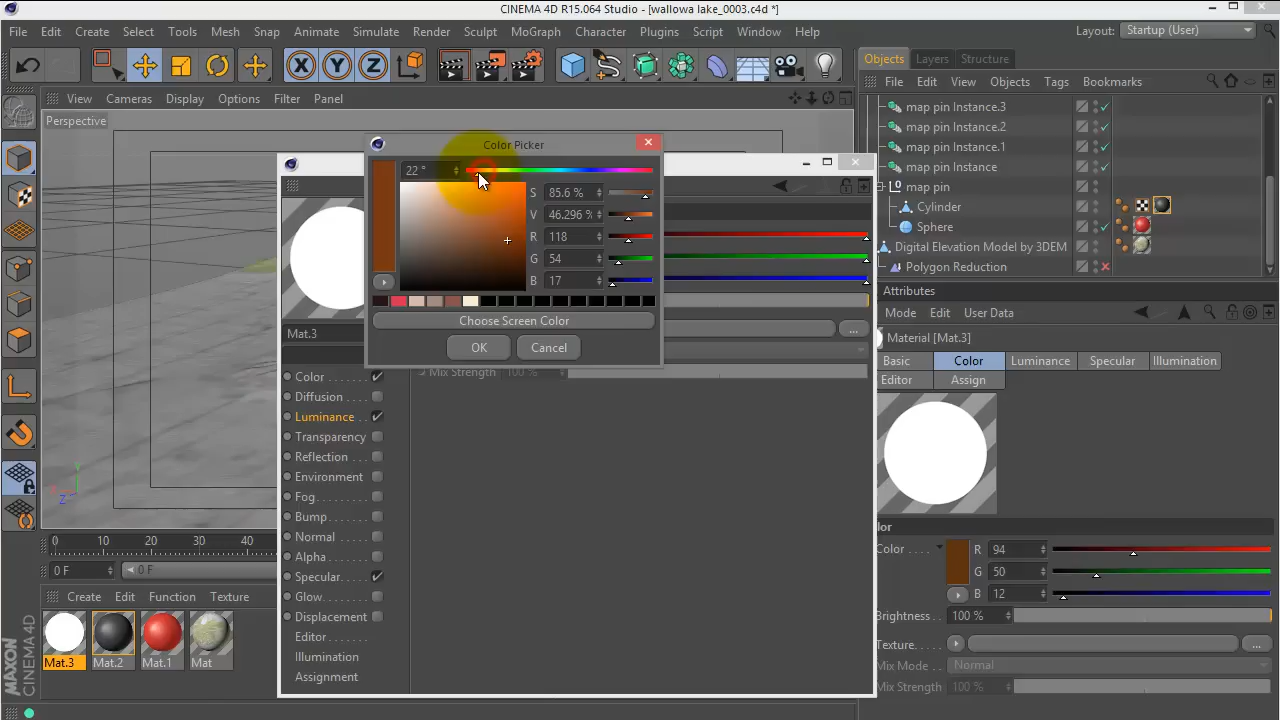 CINEMA 4D R15.064 Studio - [wallowa lake_0003.c4d *]
File Edit Create Select Tools Mesh Snap Animate Simulate Render Sculpt MoGraph Character Plugins Script Window Help
Layout: Startup (User)
X Y Z
Objects Layers Structure
View Cameras Display Options Filter Panel
File Edit View Objects Tags Bookmarks
Perspective
map pin Instance.3
map pin Instance.2
map pin Instance.1
map pin Instance
map pin
Cylinder
Sphere
Digital Elevation Model by 3DEM
Polygon Reduction
Color Picker
22 °
S 85.6 %
V 46.296 %
R 118
G 54
B 17
Choose Screen Color
OK Cancel
Mat.3
Mix Strength 100 %
Color
Diffusion
Luminance
Transparency
Reflection
Environment
Fog
Bump
Normal
Alpha
Specular
Glow
Displacement
Editor
Illumination
Assignment
Attributes
Mode Edit User Data
Material [Mat.3]
Basic Color Luminance Specular Illumination
Editor Assign
lor
Color R 94
G 50
B 12
Brightness 100 %
Texture
Mix Mode Normal
Mix Strength 100 %
Y
X
Z
0 10 20 30 40
0 F 0 F
Create Edit Function Texture
Mat.3 Mat.2 Mat.1 Mat
MAXON
CINEMA 4D